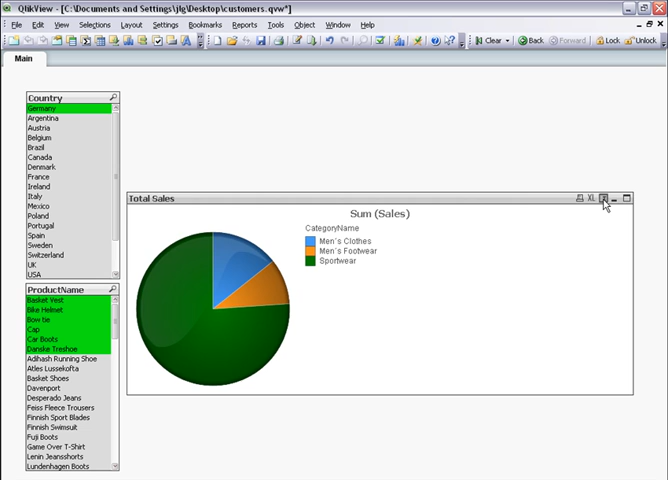 QlikView - [C:\Documents and Settings\jlg\Desktop\customers.qvw*]
File Edit View Selections Layout Settings Bookmarks Reports Tools Object Window Help
Clear Back Forward Lock Unlock
Main
Country
Germany
Argentina
Austria
Belgium
Brazil
Canada
Denmark
France
Ireland
Italy
Mexico
Poland
Portugal
Spain
Sweden
Switzerland
UK
USA
ProductName
Basket Vest
Bike Helmet
Bow tie
Cap
Car Boots
Danske Troshoe
Adihash Running Shoe
Atles Lussekofta
Basket Shoes
Davenport
Desperado Jeans
Feiss Fleece Trousers
Finnish Sport Blades
Finnish Swimsuit
Fuji Boots
Game Over T-Shirt
Lenin Jeansshorts
Lundenhagen Boots
Total Sales
XL
Sum (Sales)
CategoryName
Men´s Clothes
Men´s Footwear
Sportwear